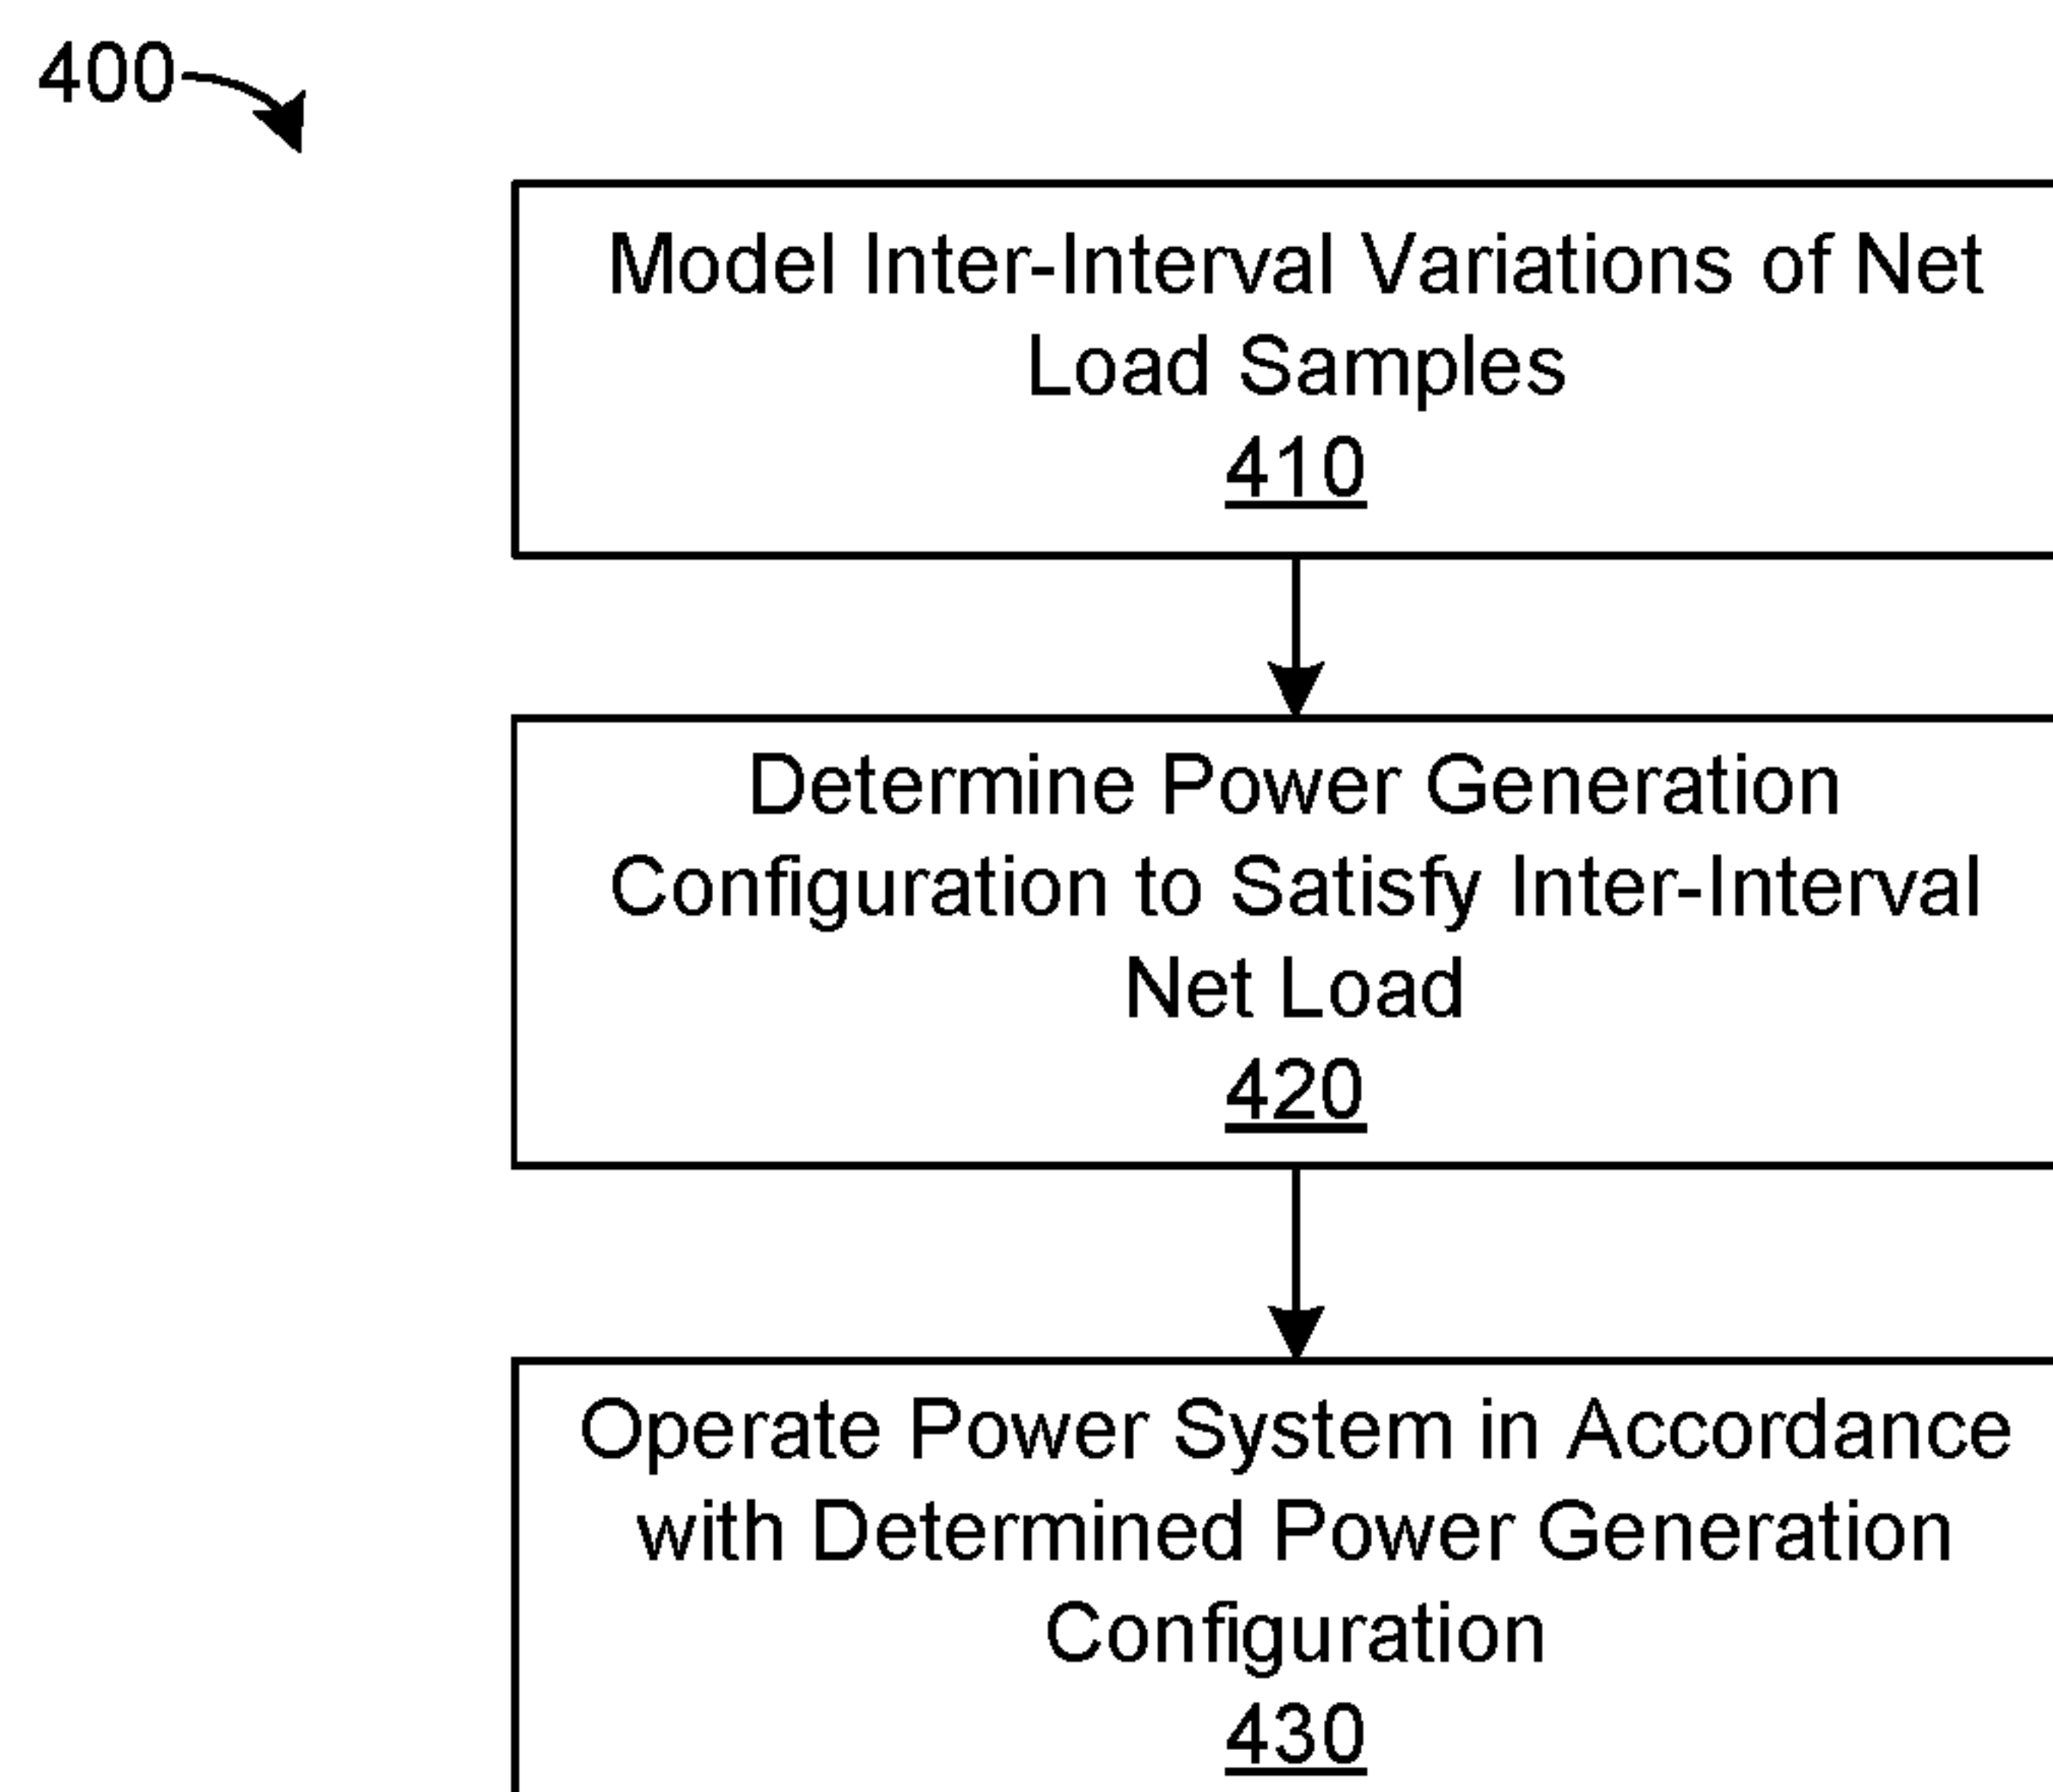 400
Model Inter-Interval Variations of Net
Load Samples
410
Determine Power Generation
Configuration to Satisfy Inter-Interval
Net Load
420
Operate Power System in Accordance
with Determined Power Generation
Configuration
430